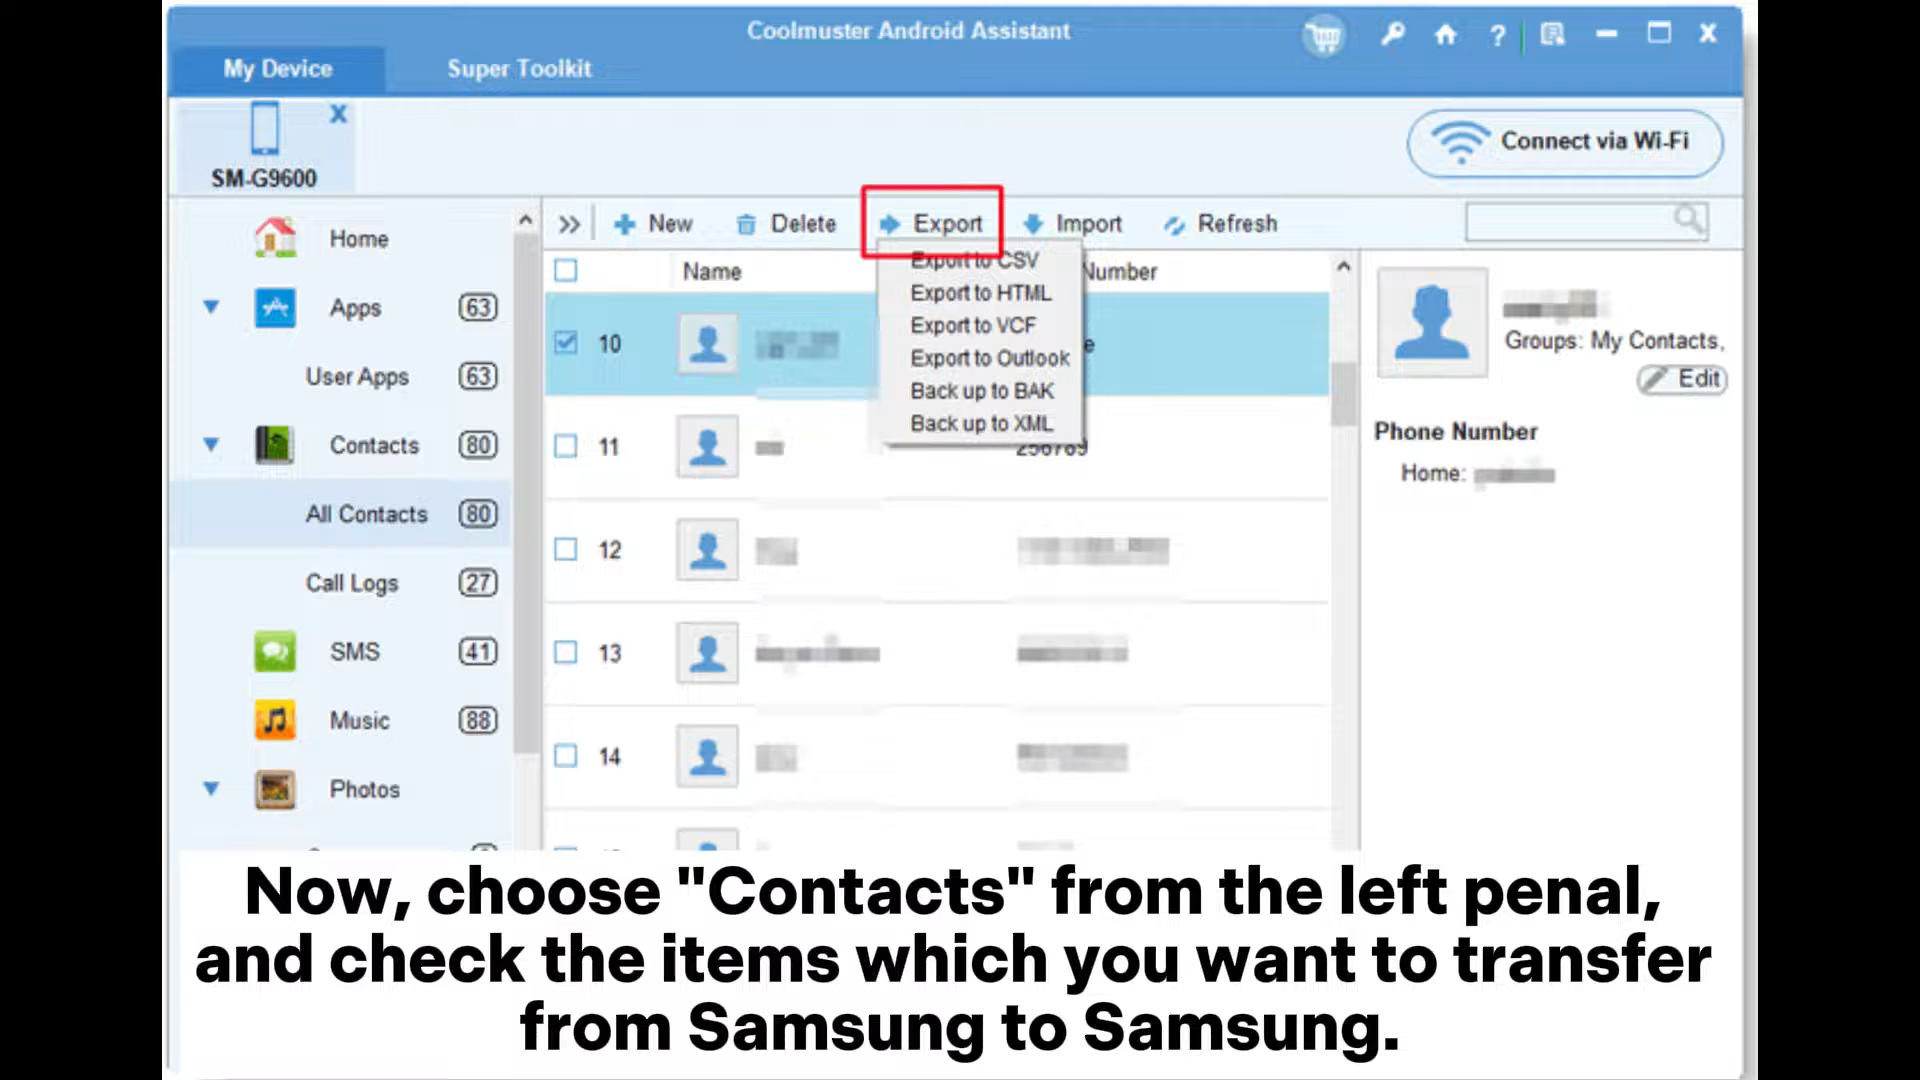 Coolmuster Android Assistant
My Device
Super Toolkit
SM-G9600
Connect via Wi-Fi
New
Delete
Export
Import
Refresh
Home
Apps 63
User Apps 63
Contacts 80
All Contacts 80
Call Logs 27
SMS 41
Music 88
Photos
Name
Number
Export to CSV
Export to HTML
Export to VCF
Export to Outlook
Back up to BAK
Back up to XML
10
11
256789
12
13
14
Groups: My Contacts,
Edit
Phone Number
Home:
Now, choose "Contacts" from the left penal,
and check the items which you want to transfer
from Samsung to Samsung.